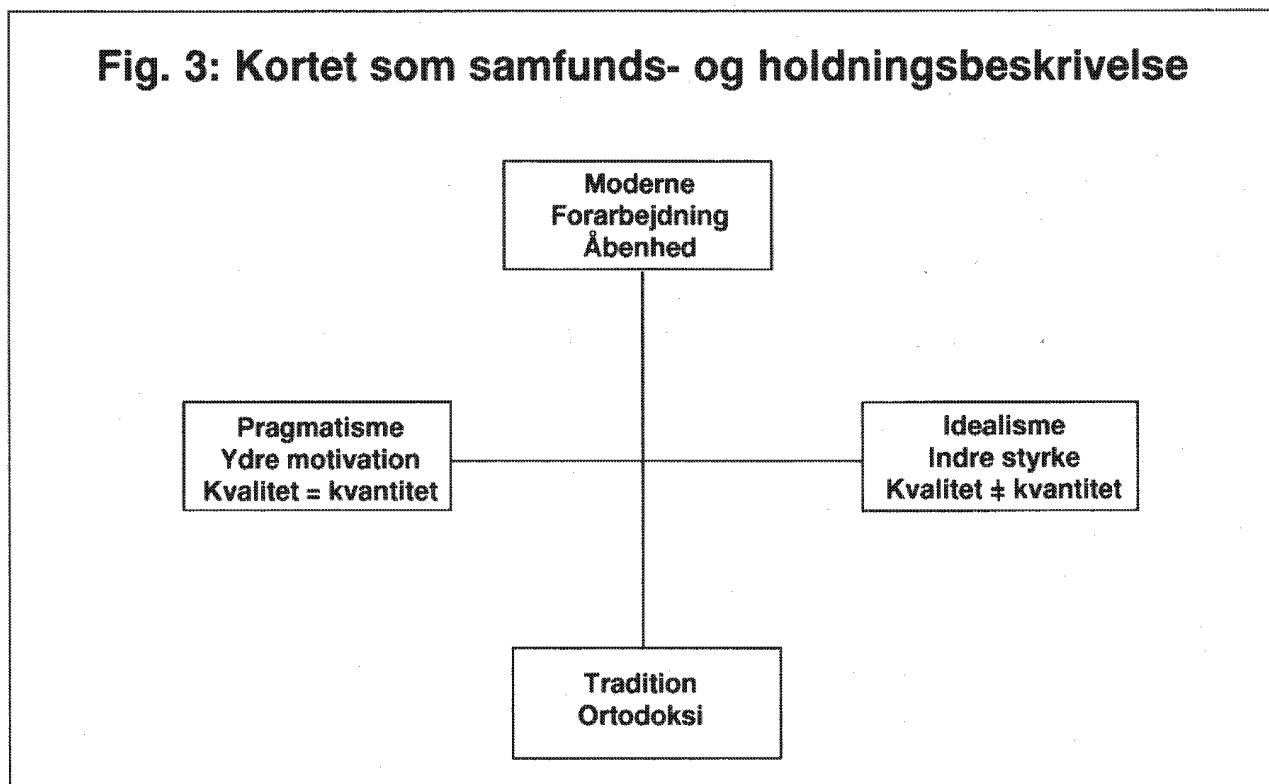 Fig. 3: Kortet som samfunds- og holdningsbeskrivelse
Moderne
Forarbejdning
Åbenhed
Pragmatisme
Ydre motivation
Kvalitet = kvantitet
Idealisme
Indre styrke
Kvalitet ‡ kvantitet
Tradition
Ortodoksi